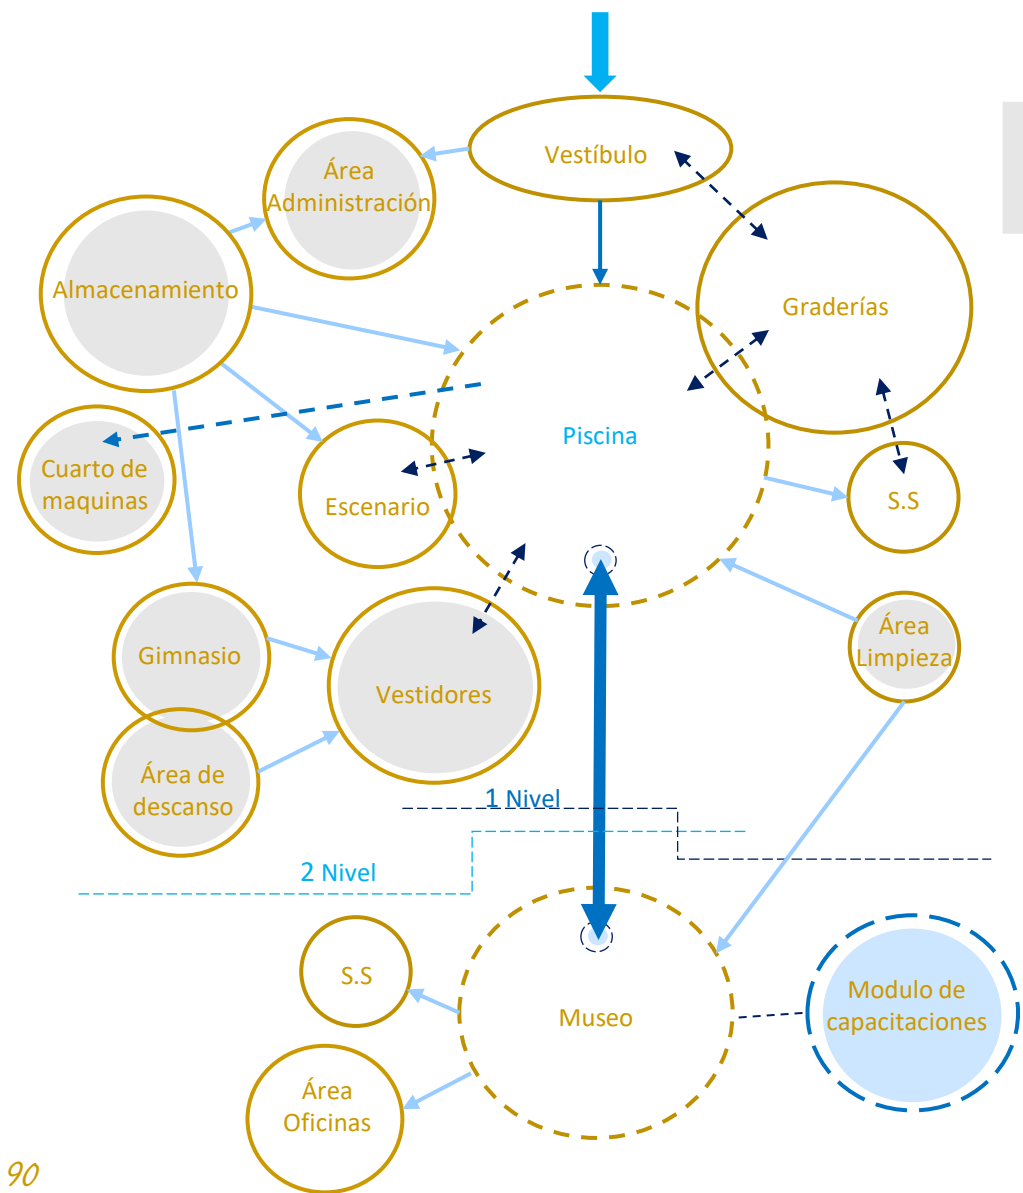 Vestíbulo
Área
Administración
Almacenamiento
Graderías
Piscina
Cuarto de
maquinas
Escenario
S.S
Gimnasio
Vestidores
Área
Limpieza
Área de
descanso
1 Nivel
2 Nivel
S.S
Museo
Modulo de
capacitaciones
Área
Oficinas
90